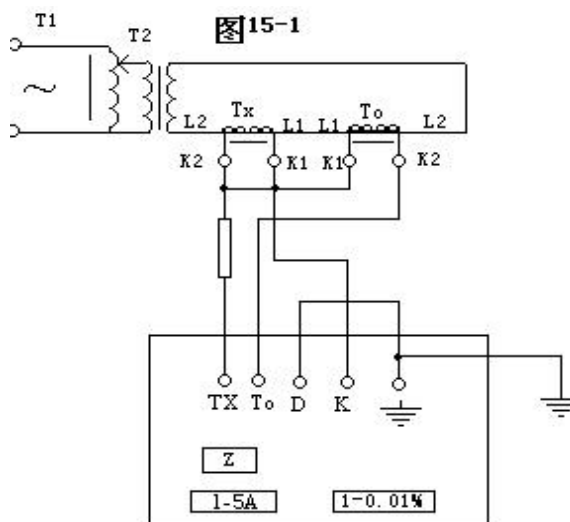 T1
T2
图15-1
L2
Tx
L1
L1
To
L2
K2
K1
K1
K2
TX
To
D
K
Z
1-5A
1-0.01%